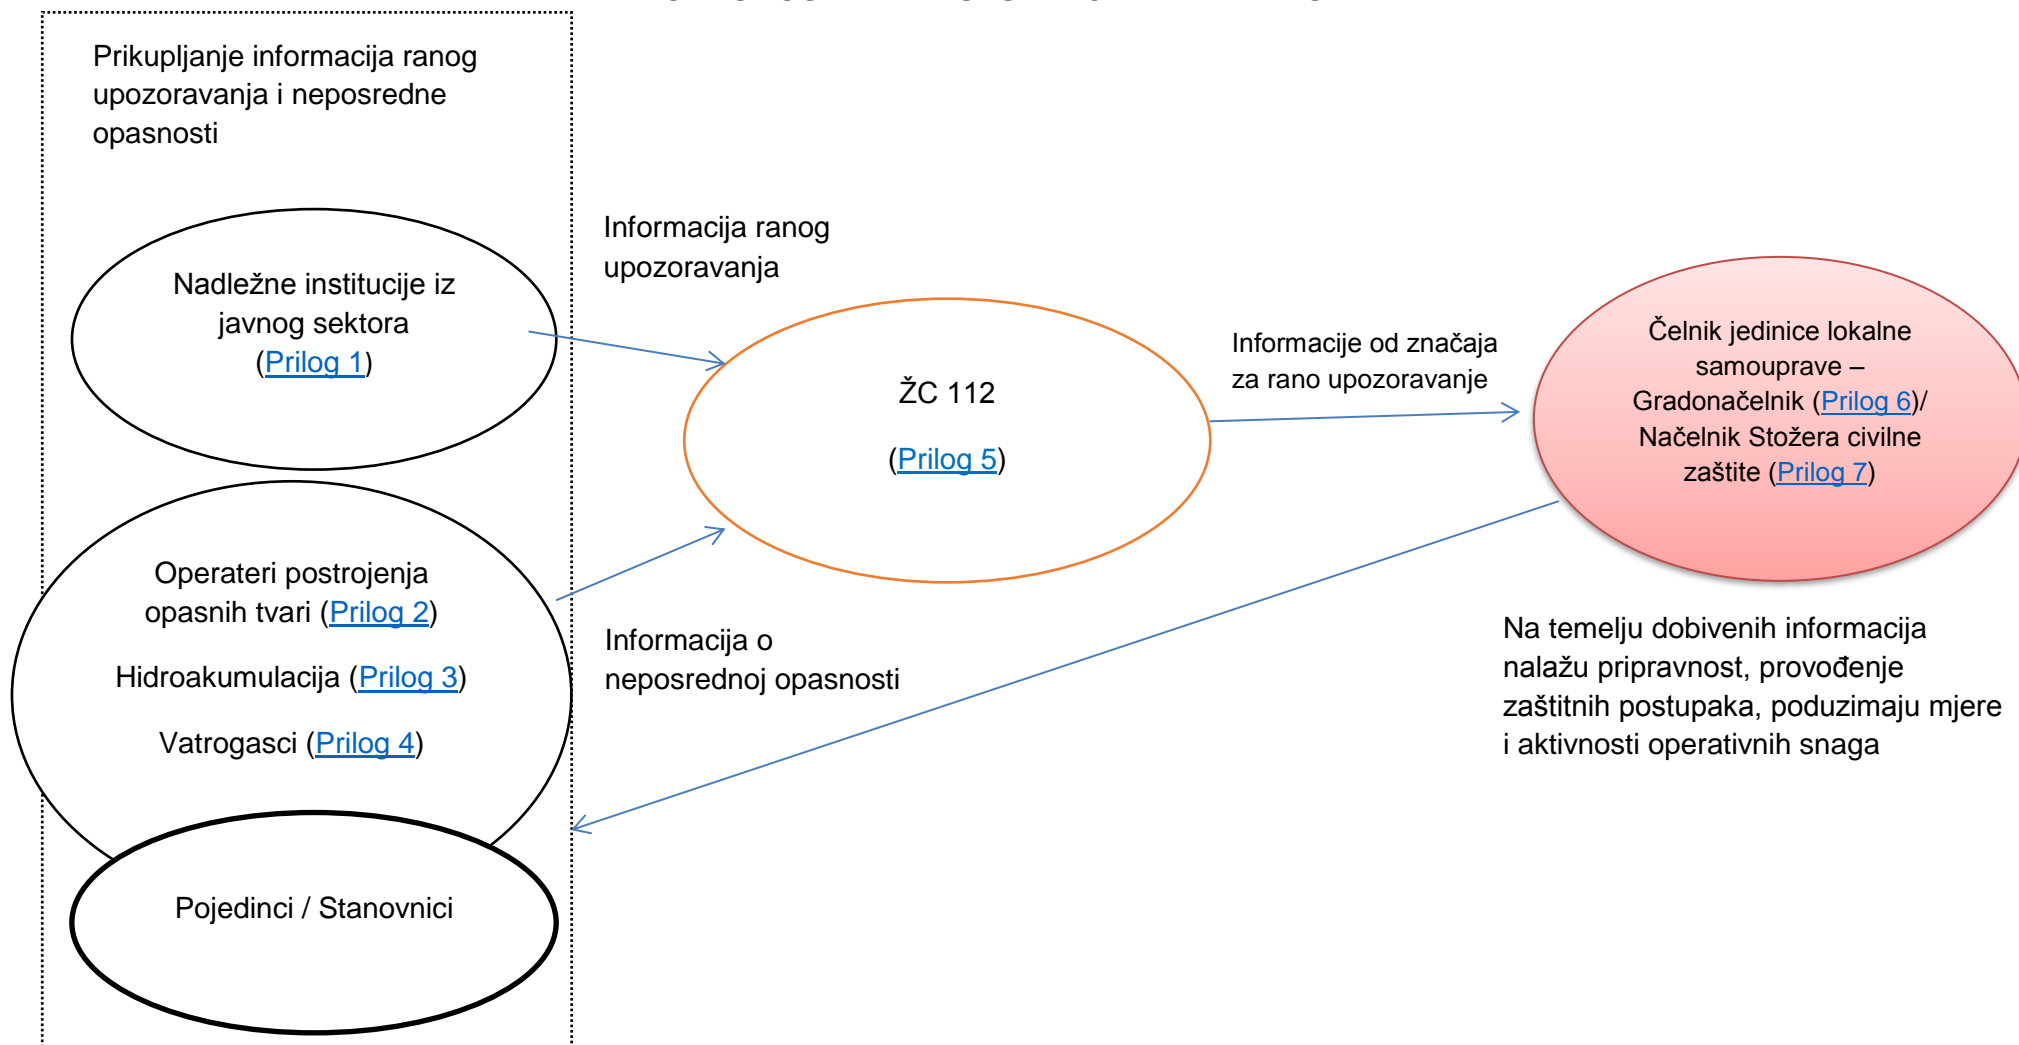 Prikupljanje informacija ranog
upozoravanja i neposredne
opasnosti
Nadležne institucije iz
javnog sektora
(Prilog 1)
Operateri postrojenja
opasnih tvari (Prilog 2)
Hidroakumulacija (Prilog 3)
Vatrogasci (Prilog 4)
Pojedinci / Stanovnici
Informacija ranog
upozoravanja
Informacija o
neposrednoj opasnosti
ŽC 112
(Prilog 5)
Informacije od značaja
za rano upozoravanje
Čelnik jedinice lokalne
samouprave –
Gradonačelnik (Prilog 6)/
Načelnik Stožera civilne
zaštite (Prilog 7)
Na temelju dobivenih informacija
nalažu pripravnost, provođenje
zaštitnih postupaka, poduzimaju mjere
i aktivnosti operativnih snaga